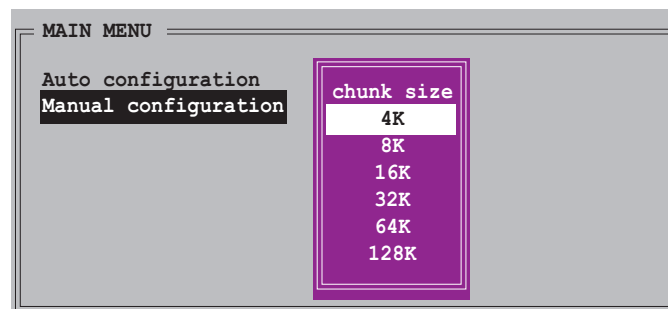 MAIN MENU
Auto configuration
Manual configuration
chunk size
4K
8K
16K
32K
64K
128K